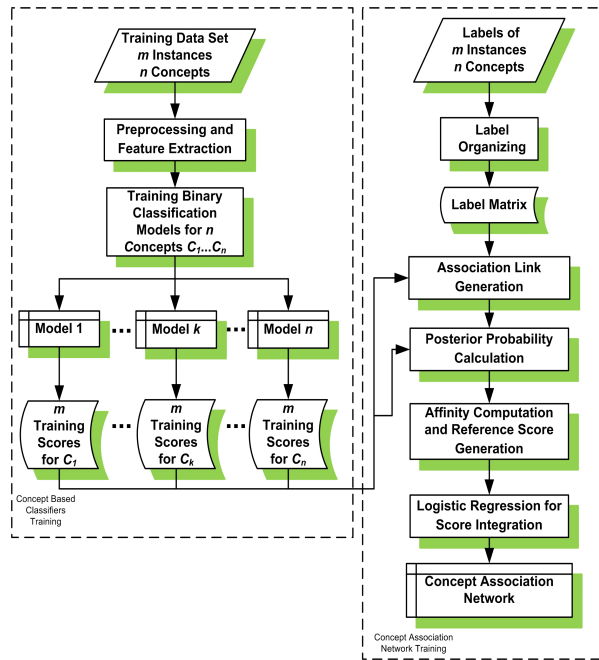 Training Data Set
m Instances
n Concepts
Preprocessing and
Feature Extraction
Training Binary
Classification
Models for n
Concepts C1...Cn
Model 1
...
Model k
...
Model n
m
Training
Scores
for C1
...
m
Training
Scores
for Ck
...
m
Training
Scores
for Cn
Concept Based
Classifiers
Training
Labels of
m Instances
n Concepts
Label
Organizing
Label Matrix
Association Link
Generation
Posterior Probability
Calculation
Affinity Computation
and Reference Score
Generation
Logistic Regression for
Score Integration
Concept Association
Network
Concept Association
Network Training